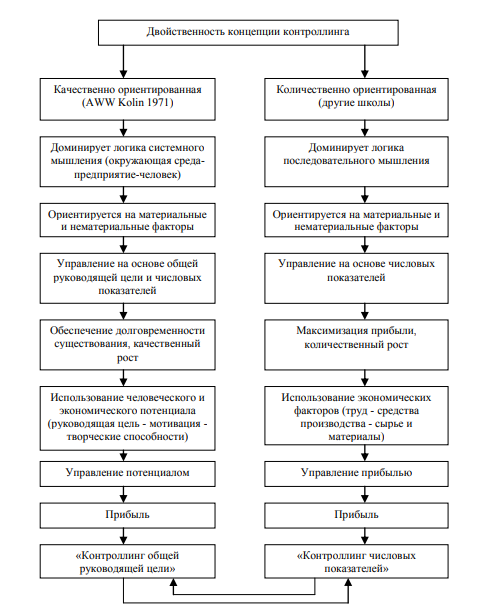 Двойственность концепции контроллинга
Качественно ориентированная
(AWW Kolin 1971)
Доминирует логика системного
мышления (окружающая среда-
предприятие-человек)
Ориентируется на материальные
и нематериальные факторы
Управление на основе общей
руководящей цели и числовых
показателей
Обеспечение долговременности
существования, качественный
рост
Использование человеческого и
экономического потенциала
(руководящая цель - мотивация -
творческие способности)
Управление потенциалом
Прибыль
«Контроллинг общей
руководящей цели»
Количественно ориентированная
(другие школы)
Доминирует логика
последовательного мышления
Ориентируется на материальные и
нематериальные факторы
Управление на основе числовых
показателей
Максимизация прибыли,
количественный рост
Использование экономических
факторов (труд - средства
производства - сырье и
материалы)
Управление прибылью
Прибыль
«Контроллинг числовых
показателей»